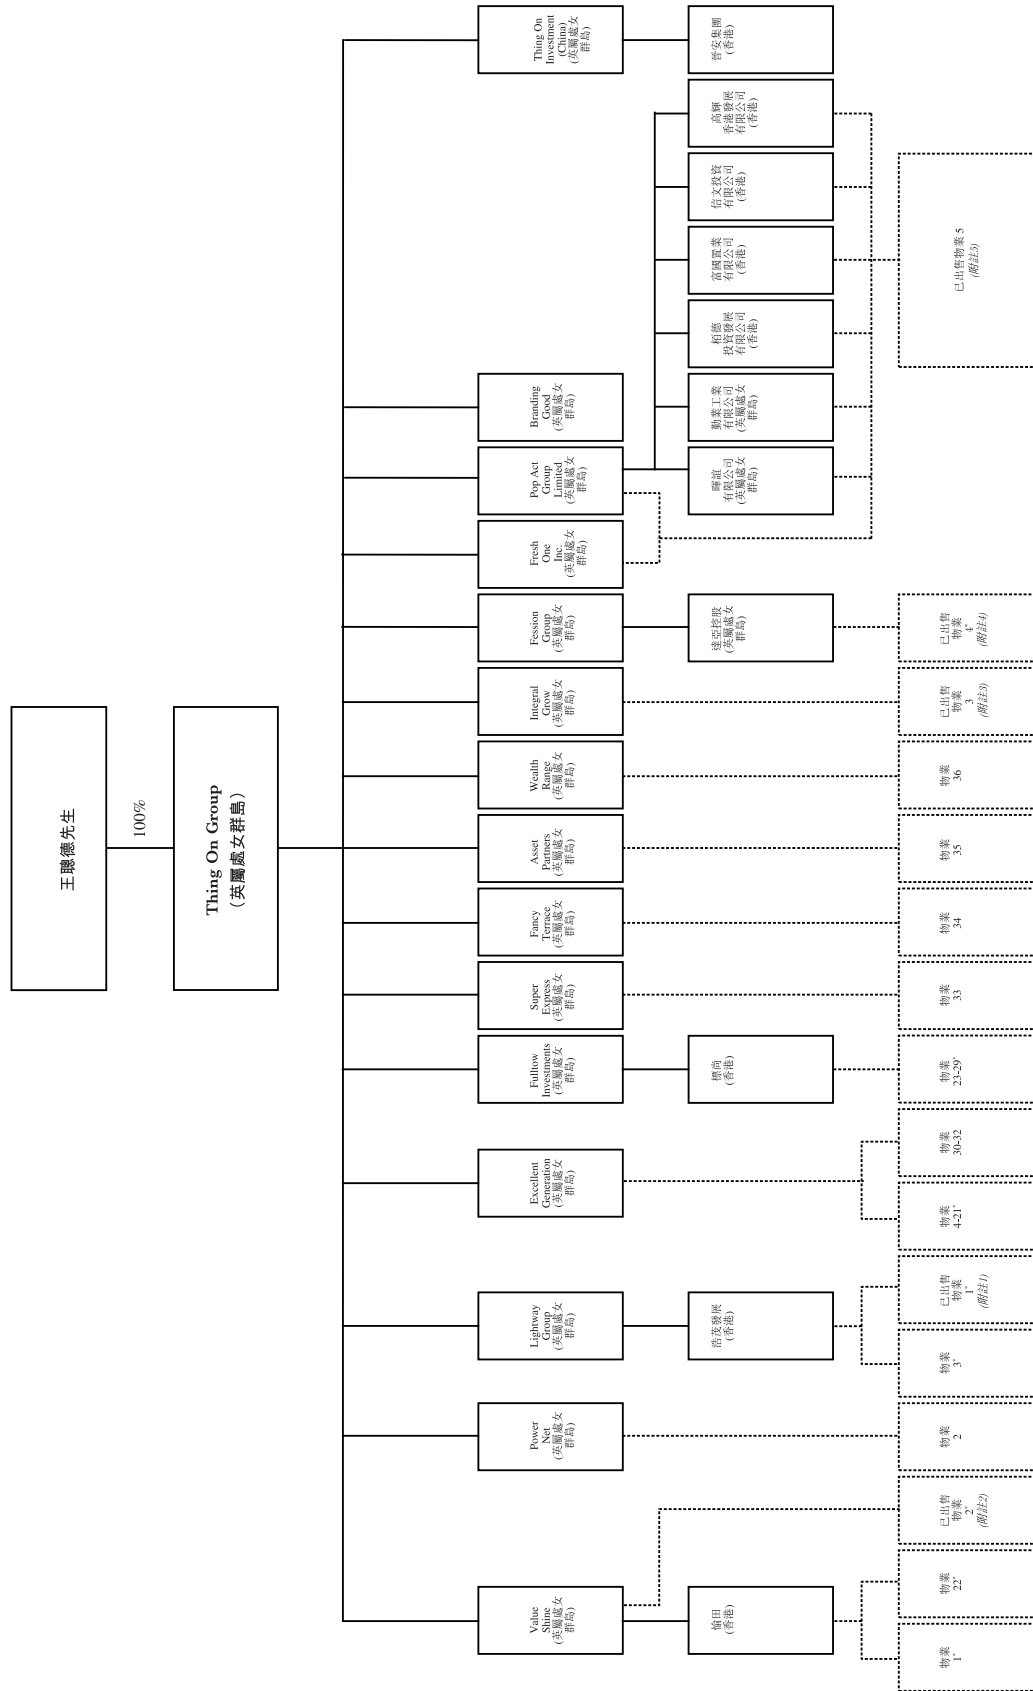 王聰德先生
100%
Thing On Group
（英屬處女群島）
Value
Shine
(英屬處女
群島)
Power
Net
(英屬處女
群島)
Lightway
Group
(英屬處女
群島)
Excellent
Generation
(英屬處女
群島)
Fulltow
Investments
(英屬處女
群島)
Super
Express
(英屬處女
群島)
Fancy
Terrace
(英屬處女
群島)
Asset
Partners
(英屬處女
群島)
Wealth
Range
(英屬處女
群島)
Integral
Grow
(英屬處女
群島)
Fession
Group
(英屬處女
群島)
Fresh
One
Inc.
(英屬處女
群島)
Pop Act
Group
Limited
(英屬處女
群島)
Branding
Good
(英屬處女
群島)
Thing On
Investment
(China)
(英屬處女
群島)
愉田
(香港)
浩茂發展
(香港)
標尚
(香港)
達亞控股
(英屬處女
群島)
暉誼
有限公司
(英屬處女
群島)
勤業工業
有限公司
(英屬處女
群島)
栢德
投資發展
有限公司
(香港)
富國置業
有限公司
(香港)
信文投資
有限公司
(香港)
高輝
香港發展
有限公司
(香港)
晉安集團
(香港)
物業
1*
物業
22*
已出售
物業
2*
(附註2)
物業
2
物業
3*
已出售
物業
1*
(附註1)
物業
4-21*
物業
30-32
物業
23-29*
物業
33
物業
34
物業
35
物業
36
已出售
物業
3
(附註3)
已出售
物業
4*
(附註4)
已出售物業 5
(附註5)